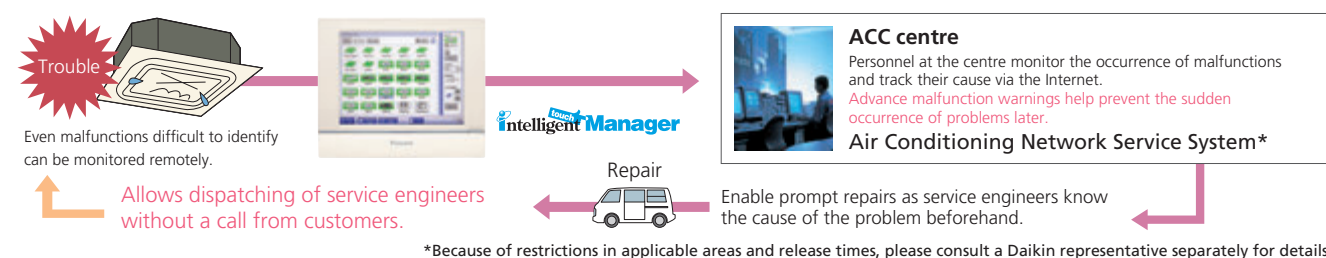 Trouble
Even malfunctions difficult to identify
can be monitored remotely.
intelligent touch Manager
ACC centre
Personnel at the centre monitor the occurrence of malfunctions
and track their cause via the Internet.
Advance malfunction warnings help prevent the sudden
occurrence of problems later.
Air Conditioning Network Service System*
Repair
Enable prompt repairs as service engineers know
the cause of the problem beforehand.
Allows dispatching of service engineers
without a call from customers.
*Because of restrictions in applicable areas and release times, please consult a Daikin representative separately for details